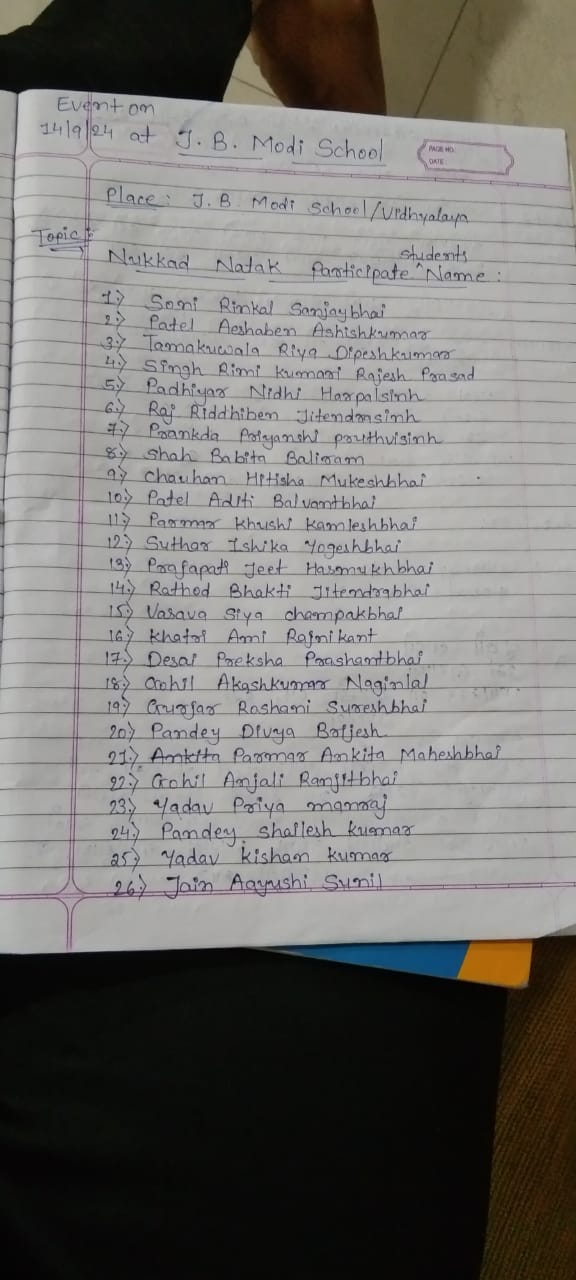 Event on
14/9/24 at J. B. Modi School
PAGE NO.
DATE:
Place: J. B Modi School/Vidhyalaya
Topic:
Nukkad Natak Participate ^ students Name:
1) Soni Rinkal Sanjaybhai
2) Patel Aeshaben Ashishkumar
3) Tamakuwala Riya Dipeshkumar
4) Singh Rimi kumari Rajesh Prasad
5) Padhiyar Nidhi Harpalsinh
6) Raj Riddhiben Jitendrasinh
7) Prankda Priyanshi pruthvisinh
8) Shah Babita Baliram
9) Chauhan Hitisha Mukeshbhai
10) Patel Aditi Balvantbhai
11) Parmar Khushi Kamleshbhai
12) Suthar Ishika Yogeshbhai
13) Prajapati Jeet Hasmukhbhai
14) Rathod Bhakti Jitendrabhai
15) Vasava Siya champakbhai
16) Khatri Ami Rajnikant
17) Desai Preksha Prashantbhai
18) Gohil Akashkumar Naginlal
19) Gurjar Roshani Sureshbhai
20) Pandey Divya Brijesh
21) Ankita Parmar Ankita Maheshbhai
22) Gohil Anjali Ranjitbhai
23) Yadav Priya manraj
24) Pandey Shailesh kumar
25) Yadav kishan kumar
26) Jain Aayushi Sunil